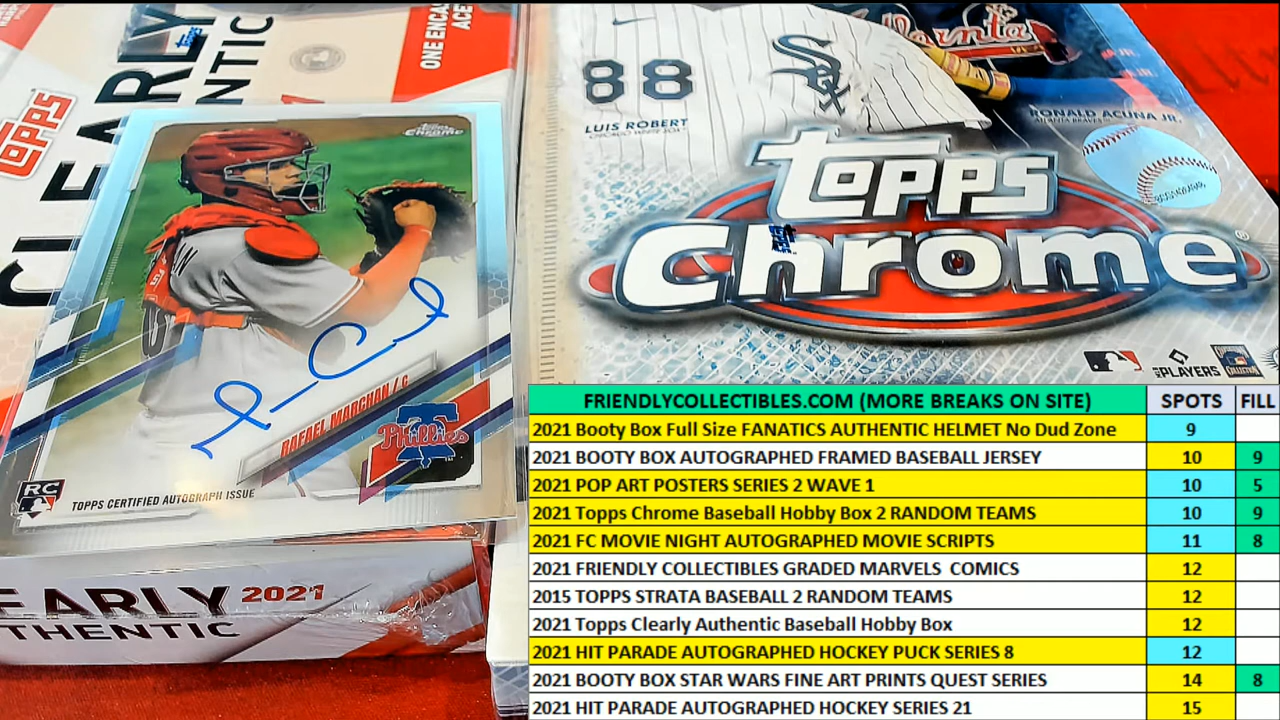 Topps
CLEARLY
NTIC
ONE ENCA
ACE
Topps
Chrome
RAFAEL MARCHAN / C
Phillies
RC
TOPPS CERTIFIED AUTOGRAPH ISSUE
EARLY 2021
THENTIC
88
Sox
LUIS ROBERT
CHICAGO WHITE SOX
RONALD ACUNA JR.
ATLANTA BRAVES
Topps
Chrome
PLAYERS
FRIENDLYCOLLECTIBLES.COM (MORE BREAKS ON SITE) SPOTS FILL
2021 Booty Box Full Size FANATICS AUTHENTIC HELMET No Dud Zone 9
2021 BOOTY BOX AUTOGRAPHED FRAMED BASEBALL JERSEY 10 9
2021 POP ART POSTERS SERIES 2 WAVE 1 10 5
2021 Topps Chrome Baseball Hobby Box 2 RANDOM TEAMS 10 9
2021 FC MOVIE NIGHT AUTOGRAPHED MOVIE SCRIPTS 11 8
2021 FRIENDLY COLLECTIBLES GRADED MARVELS COMICS 12
2015 TOPPS STRATA BASEBALL 2 RANDOM TEAMS 12
2021 Topps Clearly Authentic Baseball Hobby Box 12
2021 HIT PARADE AUTOGRAPHED HOCKEY PUCK SERIES 8 12
2021 BOOTY BOX STAR WARS FINE ART PRINTS QUEST SERIES 14 8
2021 HIT PARADE AUTOGRAPHED HOCKEY SERIES 21 15